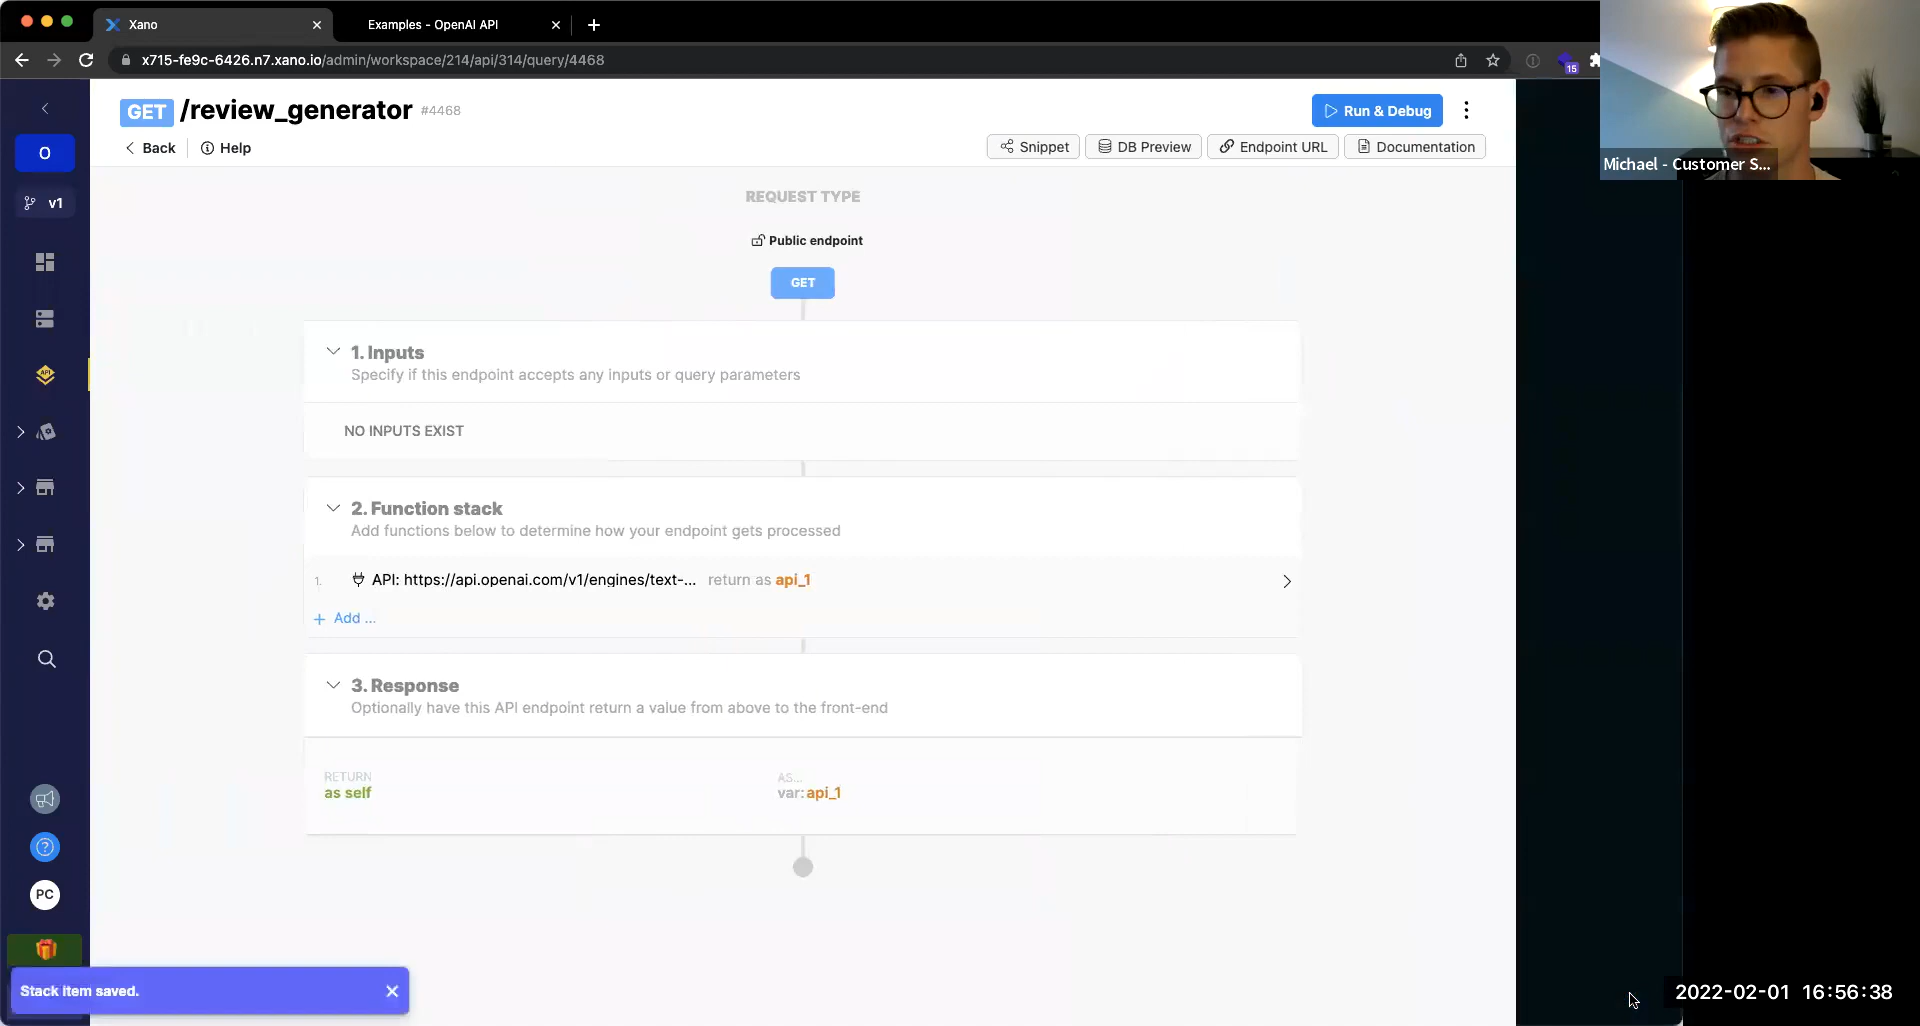 Xano
Examples - OpenAI API
x715-fe9c-6426.n7.xano.io/admin/workspace/214/api/314/query/4468
15
GET /review_generator #4468
Run & Debug
Back
Help
Snippet
DB Preview
Endpoint URL
Documentation
Michael - Customer S...
O
v1
API
REQUEST TYPE
Public endpoint
GET
1. Inputs
Specify if this endpoint accepts any inputs or query parameters
NO INPUTS EXIST
2. Function stack
Add functions below to determine how your endpoint gets processed
1. API: https://api.openai.com/v1/engines/text-... return as api_1
+ Add ...
3. Response
Optionally have this API endpoint return a value from above to the front-end
RETURN
as self
AS...
var: api_1
?
PC
Stack item saved.
2022-02-01 16:56:38